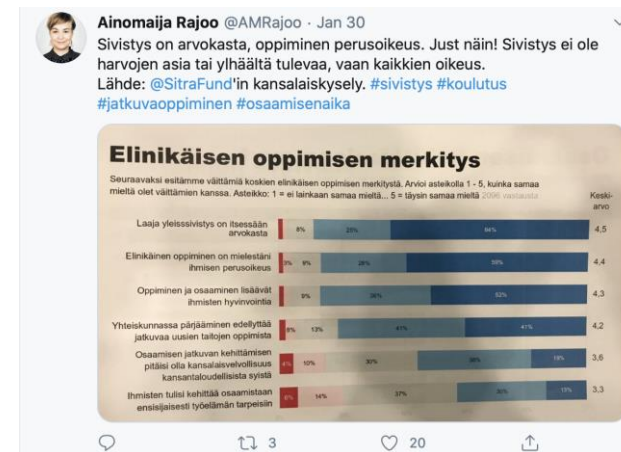 Ainomaija Rajoo @AMRajoo · Jan 30
Sivistys on arvokasta, oppiminen perusoikeus. Just näin! Sivistys ei ole
harvojen asia tai ylhäältä tulevaa, vaan kaikkien oikeus.
Lähde: @SitraFund'in kansalaiskysely. #sivistys #koulutus
#jatkuvaoppiminen #osaamisenaika
Elinikäisen oppimisen merkitys
Seuraavaksi esitämme väittämiä koskien elinikäisen oppimisen merkitystä. Arvioi asteikolla 1 - 5, kuinka samaa
mieltä olet väittämien kanssa. Asteikko: 1 = ei lainkaan samaa mieltä... 5 = täysin samaa mieltä 2096 vastausta
Keski-
arvo
Laaja yleissivistys on itsessään
arvokasta
8% 25% 64% 4,5
Elinikäinen oppiminen on mielestäni
ihmisen perusoikeus
3% 9% 28% 59% 4,4
Oppiminen ja osaaminen lisäävät
ihmisten hyvinvointia
9% 36% 52% 4,3
Yhteiskunnassa pärjääminen edellyttää
jatkuvaa uusien taitojen oppimista
13% 41% 41% 4,2
Osaamisen jatkuvan kehittämisen
pitäisi olla kansalaisvelvollisuus
kansantaloudellisista syistä
10% 30% 19% 3,6
Ihmisten tulisi kehittää osaamistaan
ensisijaisesti työelämän tarpeisiin
37% 3,3
3 20